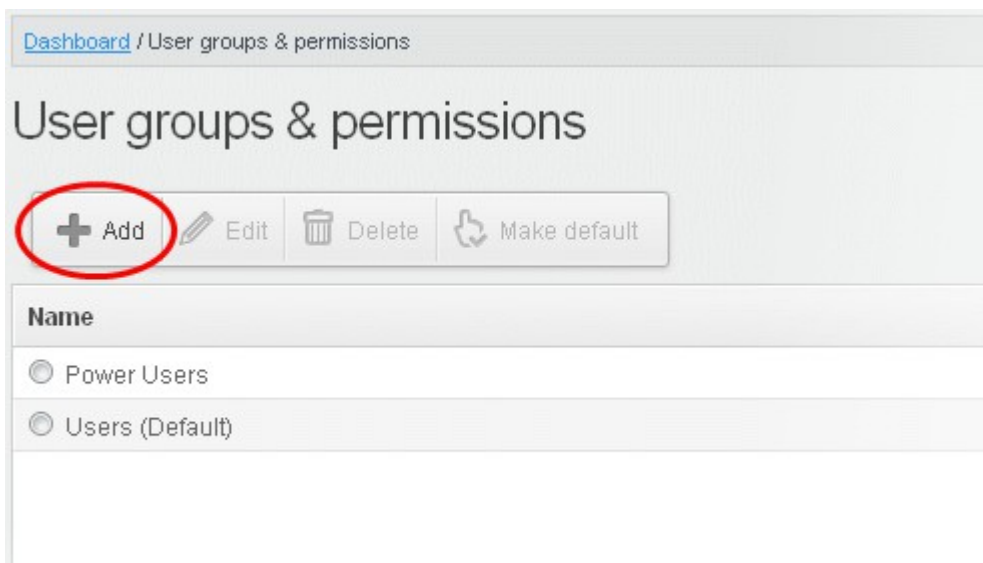 Dashboard / User groups & permissions
User groups & permissions
Add Edit Delete Make default
Name
Power Users
Users (Default)